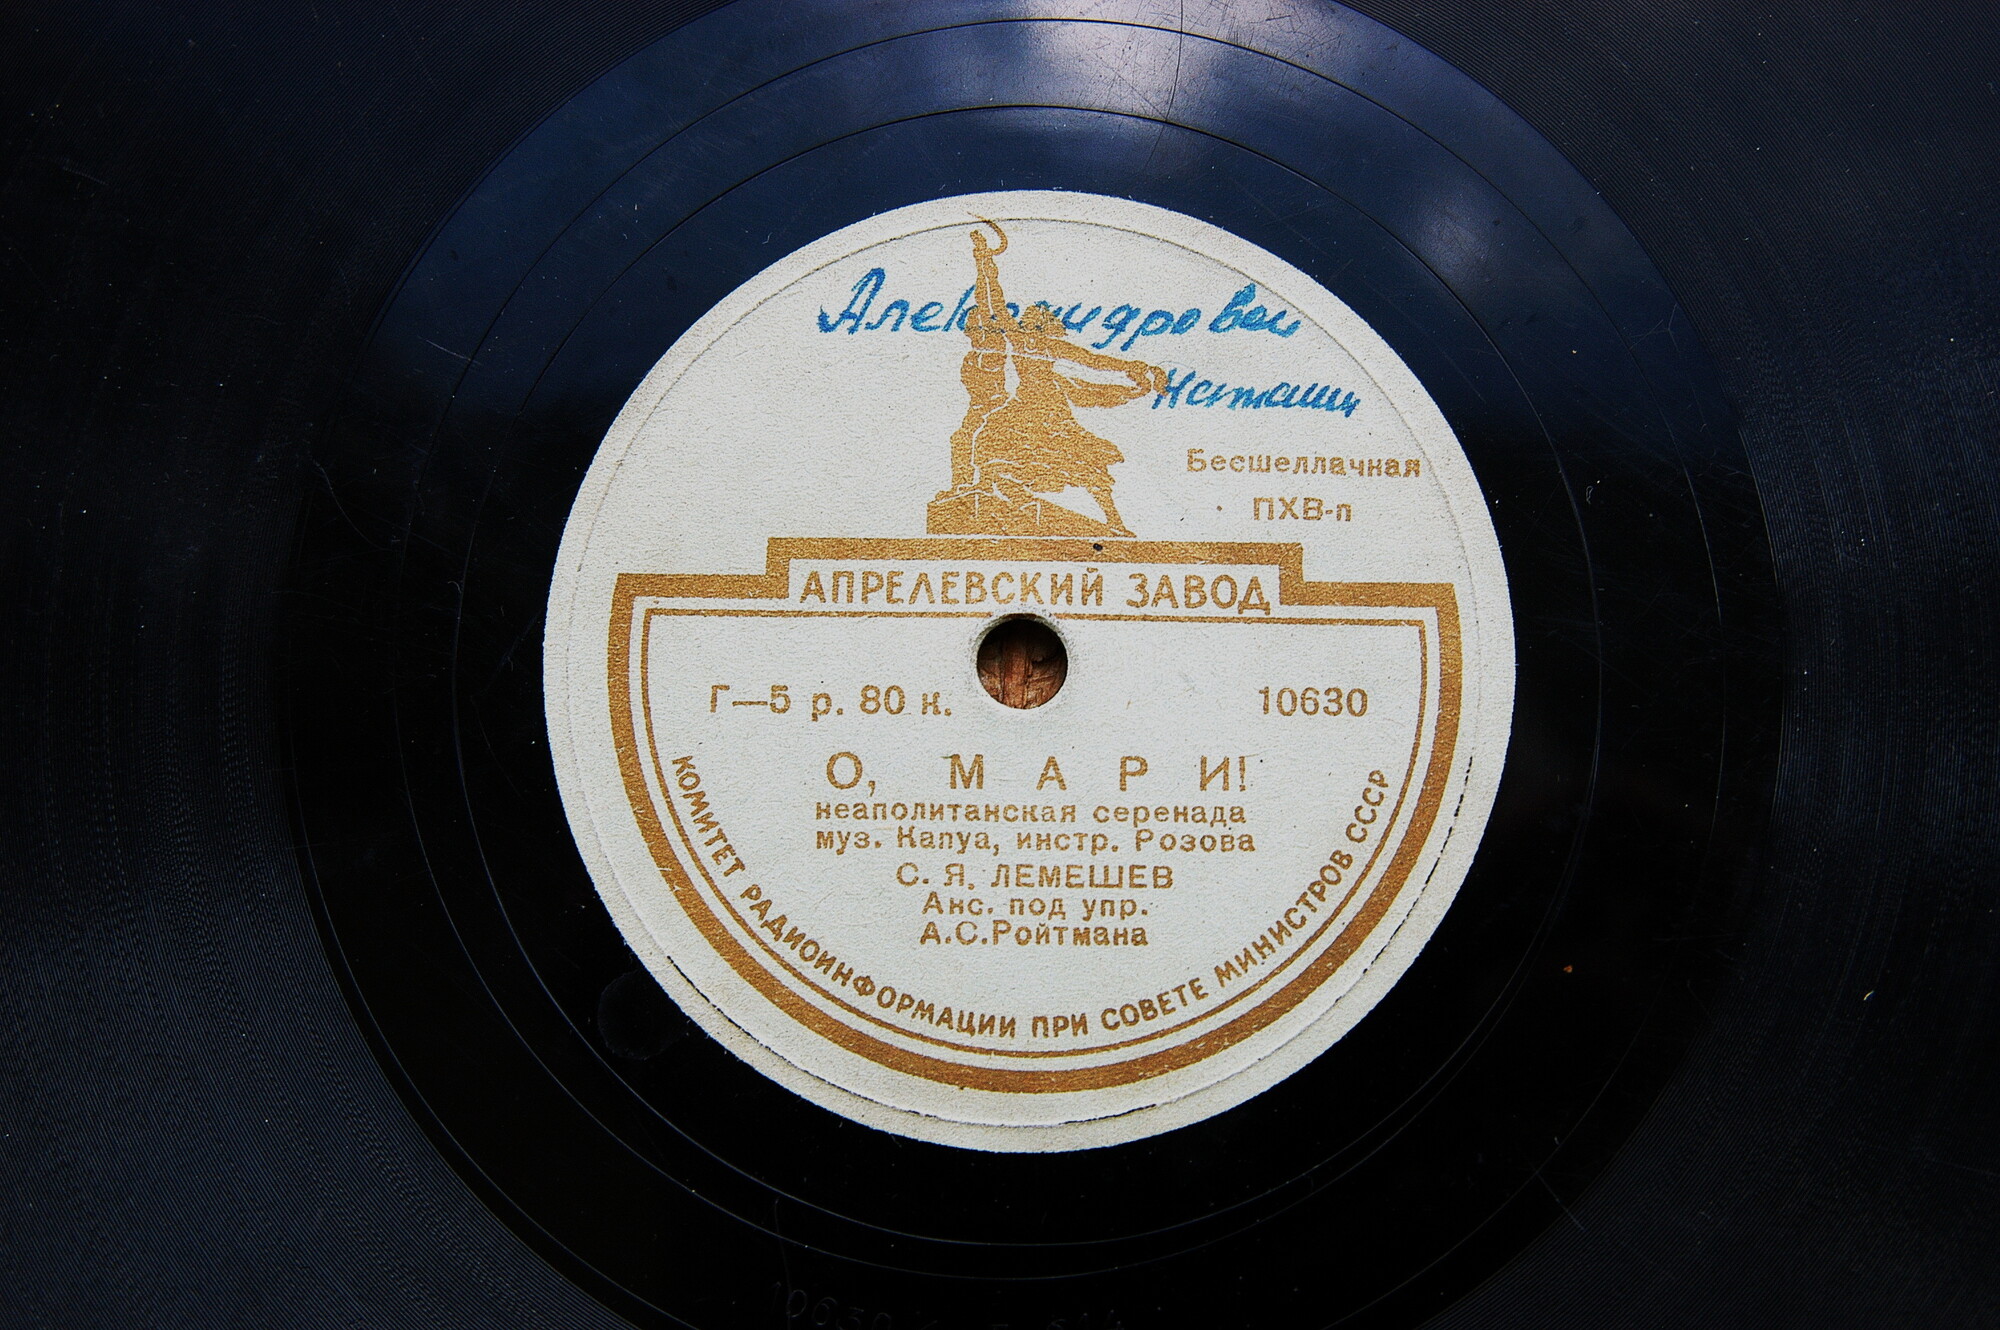 Александровой
Наташи
Бесшеллачная
ПХВ-п
АПРЕЛЕВСКИЙ ЗАВОД
Г—5 р. 80 к.
10630
О, МАРИ!
неаполитанская серенада
муз. Капуа, инстр. Розова
С. Я. ЛЕМЕШЕВ
Анс. под упр.
А.С.Ройтмана
КОМИТЕТ РАДИОИНФОРМАЦИИ ПРИ СОВЕТЕ МИНИСТРОВ СССР
10630